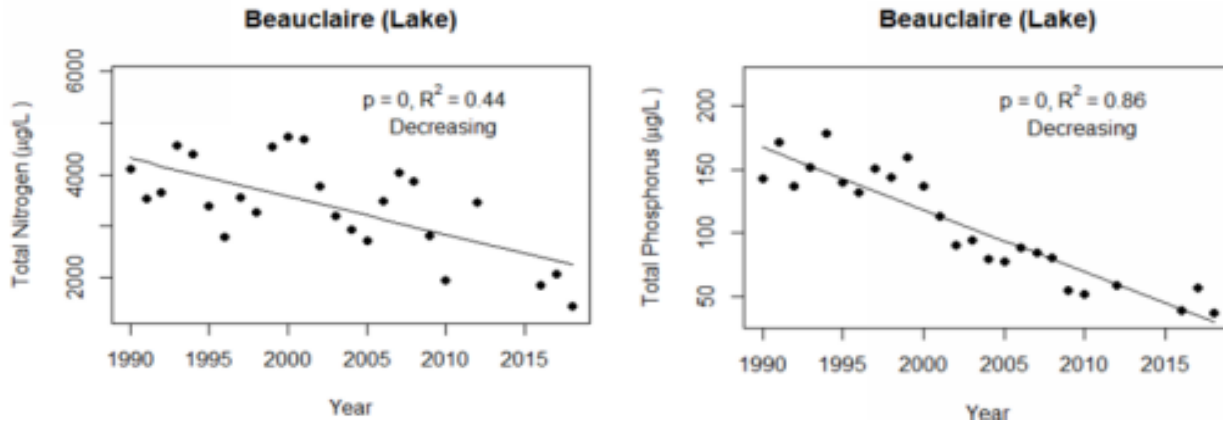 Beauclaire (Lake)
p = 0, R² = 0.44
Decreasing
Total Nitrogen (µg/L )
6000
4000
2000
1990 1995 2000 2005 2010 2015
Year
Beauclaire (Lake)
p = 0, R² = 0.86
Decreasing
Total Phosphorus (µg/L )
200
150
100
50
1990 1995 2000 2005 2010 2015
Year